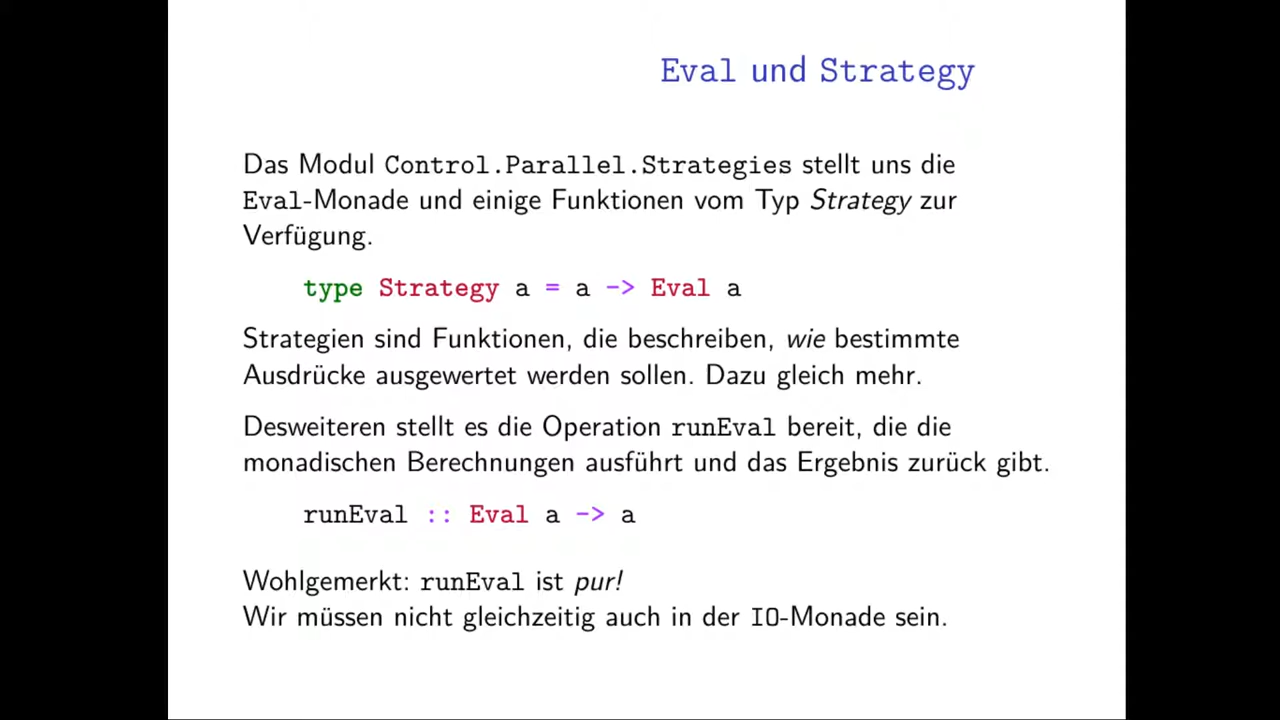 Eval und Strategy
Das Modul Control.Parallel.Strategies stellt uns die
Eval-Monade und einige Funktionen vom Typ Strategy zur
Verfügung.
type Strategy a = a -> Eval a
Strategien sind Funktionen, die beschreiben, wie bestimmte
Ausdrücke ausgewertet werden sollen. Dazu gleich mehr.
Desweiteren stellt es die Operation runEval bereit, die die
monadischen Berechnungen ausführt und das Ergebnis zurück gibt.
runEval :: Eval a -> a
Wohlgemerkt: runEval ist pur!
Wir müssen nicht gleichzeitig auch in der IO-Monade sein.